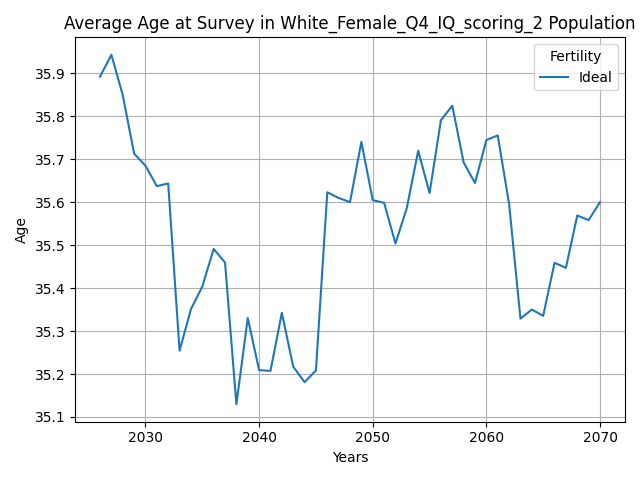 Average Age at Survey in White_Female_Q4_IQ_scoring_2 Population
Fertility
Ideal
Age
35.9
35.8
35.7
35.6
35.5
35.4
35.3
35.2
35.1
2030
2040
2050
2060
2070
Years